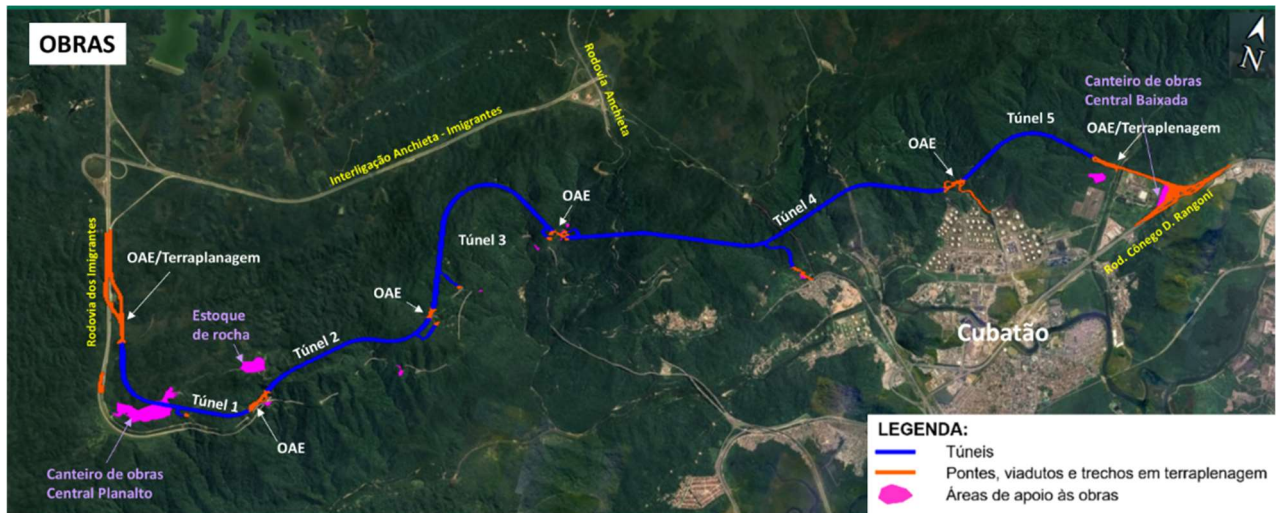 OBRAS
N
Rodovia Anchieta
Interligação Anchieta - Imigrantes
Canteiro de obras
Central Baixada
Túnel 5
OAE/Terraplenagem
OAE
Rod. Cônego D. Rangoni
Túnel 4
OAE
Túnel 3
Rodovia dos Imigrantes
OAE/Terraplanagem
OAE
Estoque
de rocha
Túnel 2
Cubatão
Túnel 1
OAE
Canteiro de obras
Central Planalto
LEGENDA:
Túneis
Pontes, viadutos e trechos em terraplenagem
Áreas de apoio às obras